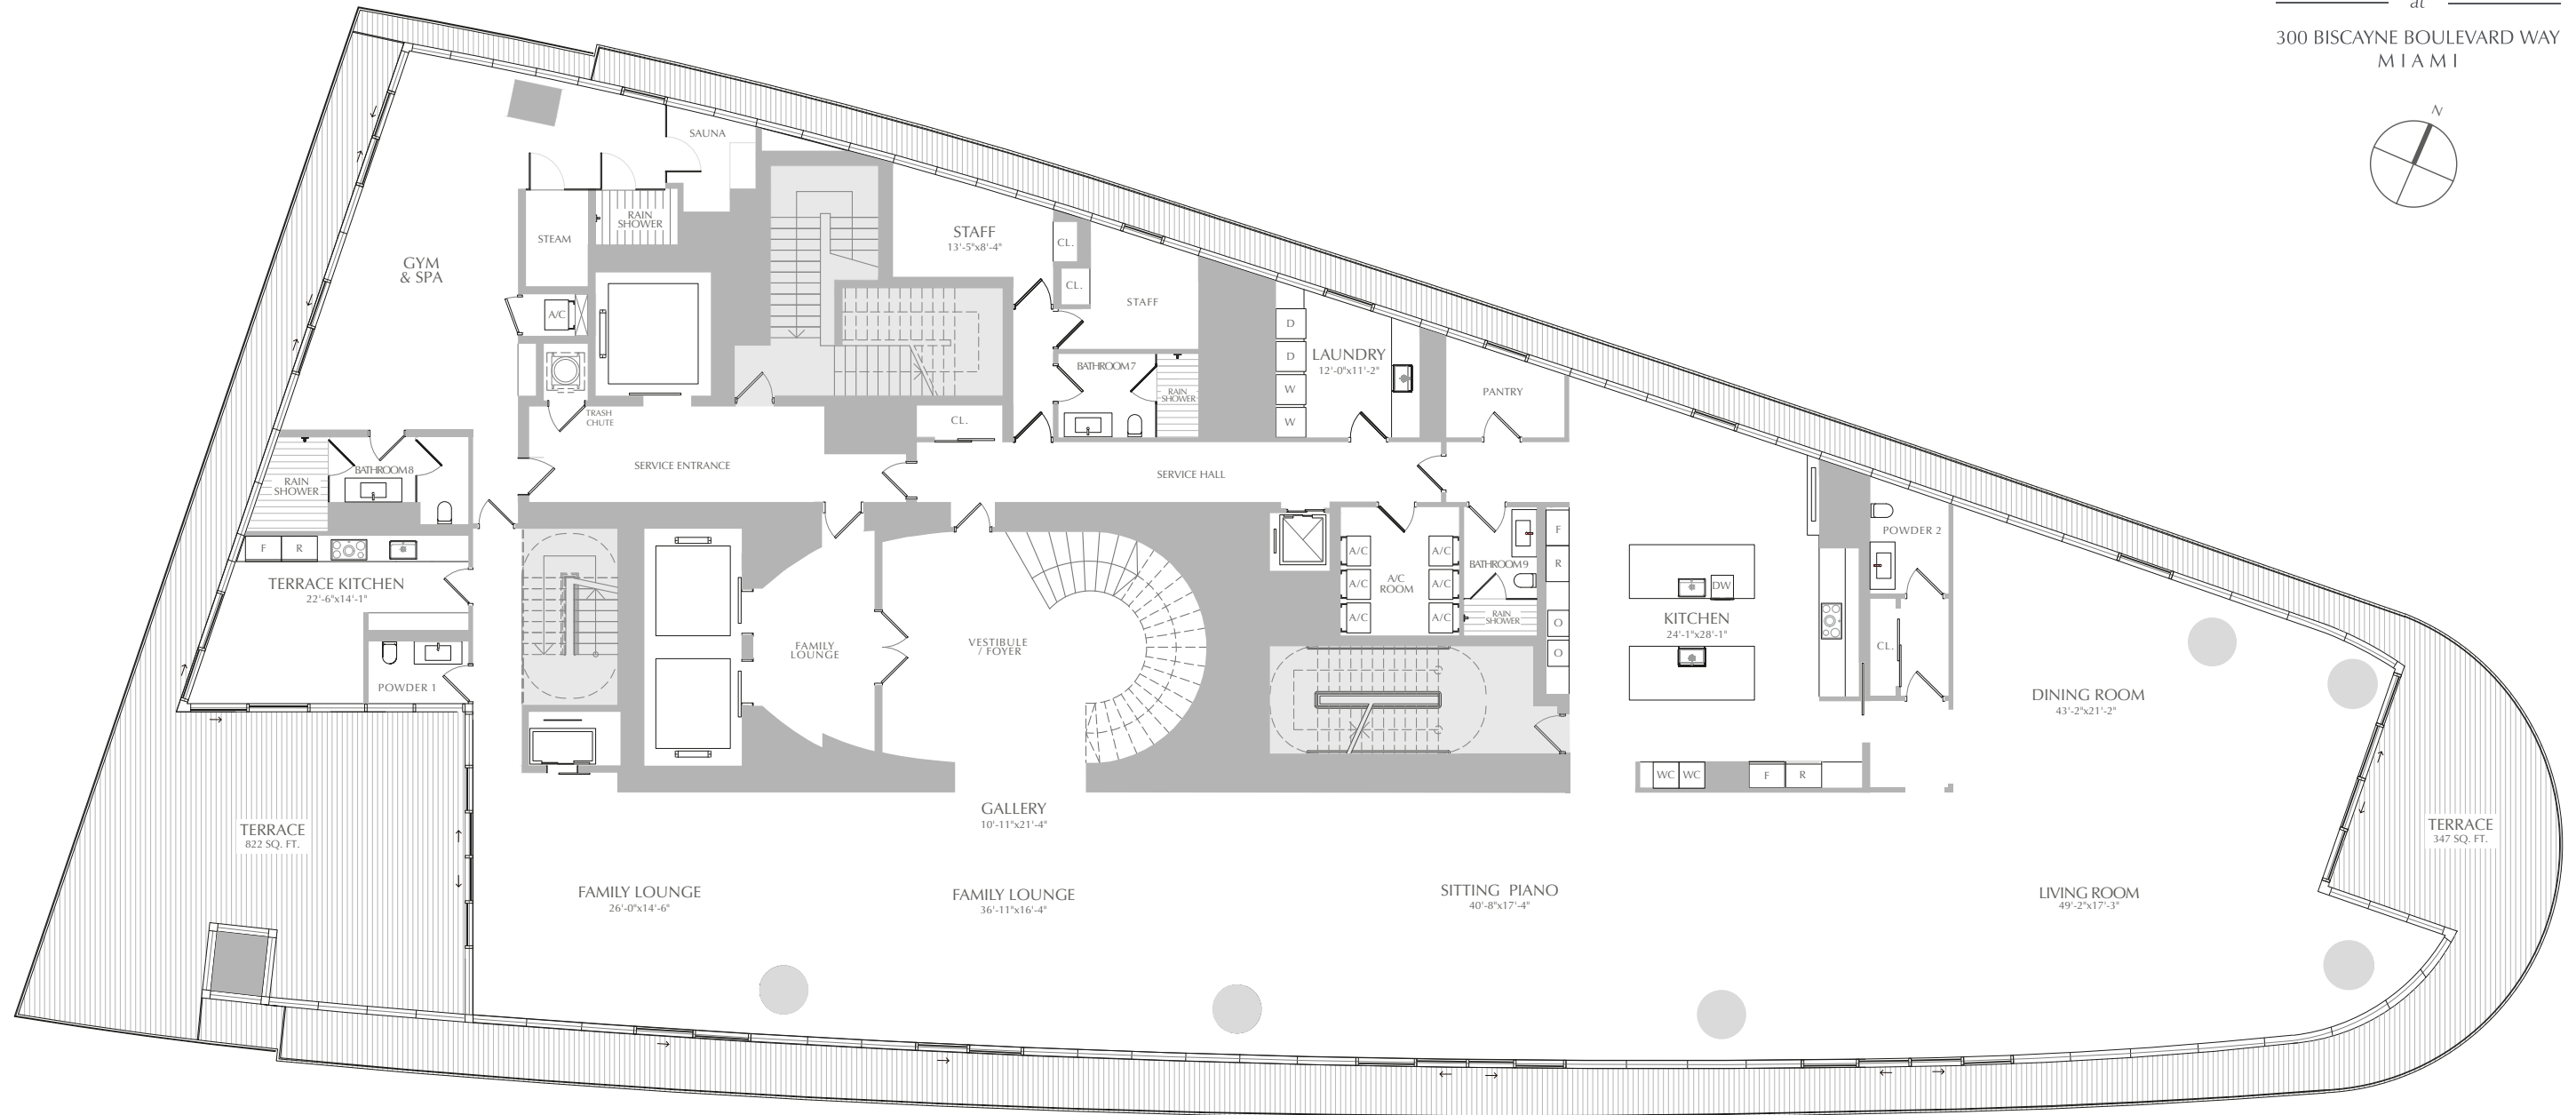 at
300 BISCAYNE BOULEVARD WAY
MIAMI
N
SAUNA
RAIN
SHOWER
STEAM
STAFF
13'-5"x8'-4"
CL.
CL.
STAFF
GYM
& SPA
A/C
D
D
W
W
LAUNDRY
12'-0"x11'-2"
BATHROOM 7
RAIN
SHOWER
PANTRY
TRASH
CHUTE
CL.
SERVICE ENTRANCE
SERVICE HALL
BATHROOM 8
RAIN
SHOWER
F
R
TERRACE KITCHEN
22'-6"x14'-1"
POWDER 1
FAMILY
LOUNGE
VESTIBULE
/ FOYER
A/C
A/C
A/C
A/C
A/C
A/C
A/C
ROOM
BATHROOM 9
RAIN
SHOWER
F
R
O
O
DW
KITCHEN
24'-1"x28'-1"
POWDER 2
CL.
WC
WC
F
R
DINING ROOM
43'-2"x21'-2"
TERRACE
822 SQ. FT.
GALLERY
10'-11"x21'-4"
TERRACE
347 SQ. FT.
FAMILY LOUNGE
26'-0"x14'-6"
FAMILY LOUNGE
36'-11"x16'-4"
SITTING PIANO
40'-8"x17'-4"
LIVING ROOM
49'-2"x17'-3"